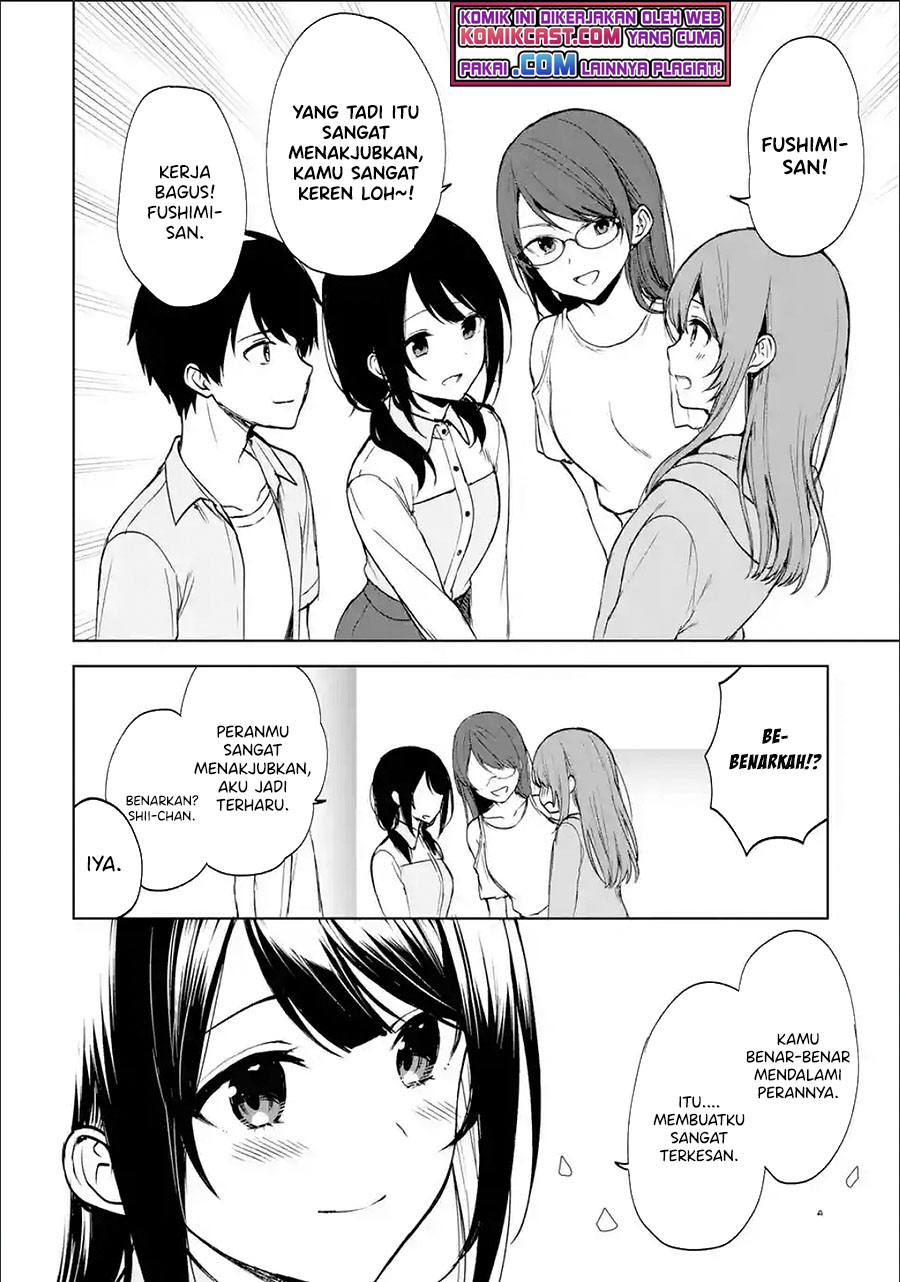 KOMIK INI DIKERJAKAN OLEH WEB
KOMIKCAST.COM YANG CUMA
PAKAI .COM LAINNYA PLAGIAT!
FUSHIMI-
SAN!
YANG TADI ITU
SANGAT
MENAKJUBKAN,
KAMU SANGAT
KEREN LOH~!
KERJA
BAGUS!
FUSHIMI-
SAN.
BE-
BENARKAH!?
PERANMU
SANGAT
MENAKJUBKAN,
AKU JADI
TERHARU.
BENARKAN?
SHII-CHAN.
IYA.
KAMU
BENAR-BENAR
MENDALAMI
PERANNYA.
ITU....
MEMBUATKU
SANGAT
TERKESAN.